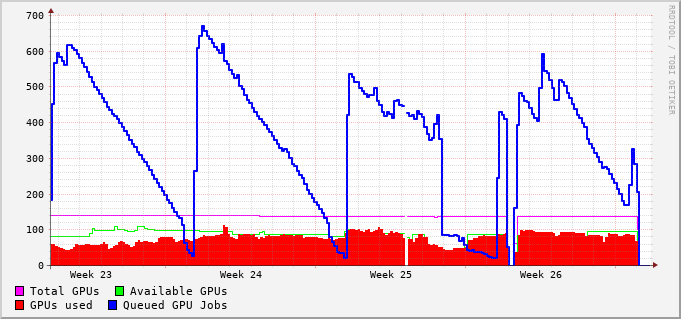 700
600
500
400
300
200
100
0
Week 23 Week 24 Week 25 Week 26
Total GPUs Available GPUs
GPUs used Queued GPU Jobs
RRDTOOL / TOBI OETIKER